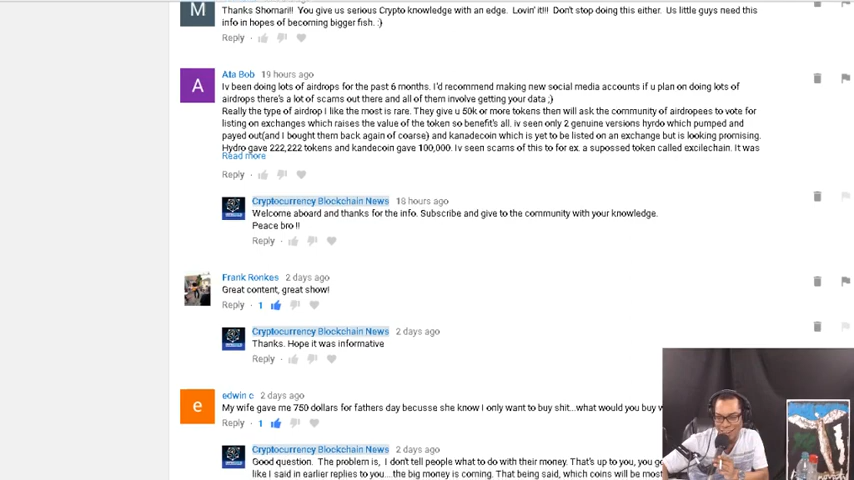 M
Thanks Shomari!! You give us serious Crypto knowledge with an edge. Lovin' it!!! Don't stop doing this either. Us little guys need this
info in hopes of becoming bigger fish. :)
Reply
A
Ata Bob 19 hours ago
Iv been doing lots of airdrops for the past 6 months. I'd recommend making new social media accounts if u plan on doing lots of
airdrops there's a lot of scams out there and all of them involve getting your data ;)
Really the type of airdrop I like the most is rare. They give u 50k or more tokens then will ask the community of airdropees to vote for
listing on exchanges which raises the value of the token so benefit's all. iv seen only 2 genuine versions hyrdo which pumped and
payed out(and I bought them back again of coarse) and kanadecoin which is yet to be listed on an exchange but is looking promising.
Hydro gave 222,222 tokens and kandecoin gave 100,000. Iv seen scams of this to for ex. a supossed token called excilechain. It was
Read more
Reply
Cryptocurrency Blockchain News 18 hours ago
Welcome aboard and thanks for the info. Subscribe and give to the community with your knowledge.
Peace bro !!
Reply
Frank Ronkes 2 days ago
Great content, great show!
Reply 1
Cryptocurrency Blockchain News 2 days ago
Thanks. Hope it was informative
Reply
e
edwin c 2 days ago
My wife gave me 750 dollars for fathers day becusse she know I only want to buy shit...what would you buy
Reply 1
Cryptocurrency Blockchain News 2 days ago
Good question. The problem is, I don't tell people what to do with their money. That's up to you, you
like I said in earlier replies to you....the big money is coming. That being said, which coins will be